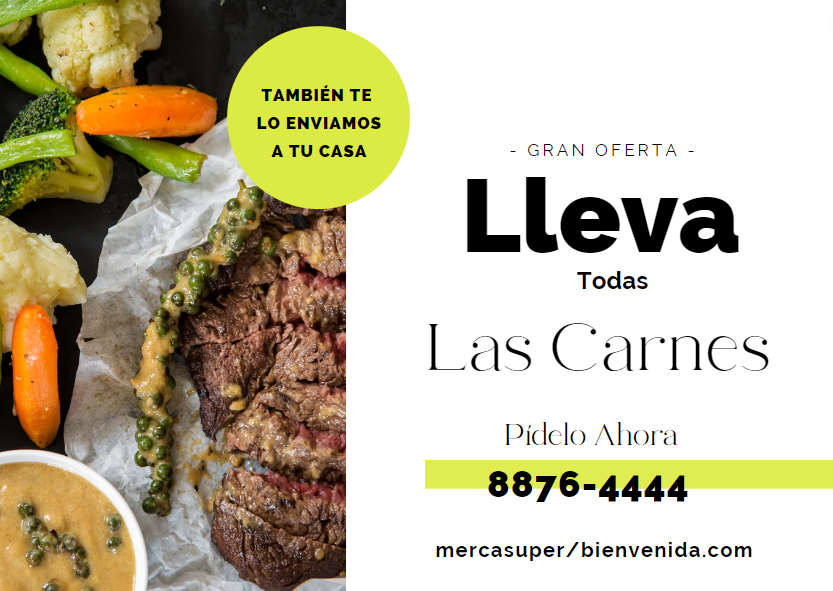 TAMBIÉN TE
LO ENVIAMOS
A TU CASA
- GRAN OFERTA -
Lleva
Todas
Las Carnes
Pídelo Ahora
8876-4444
mercasuper/bienvenida.com